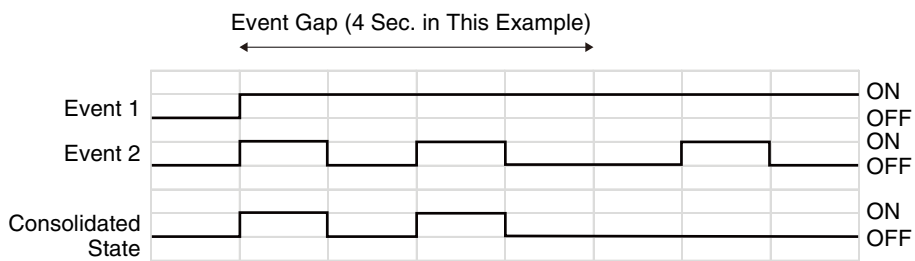 Event Gap (4 Sec. in This Example)
Event 1
ON
OFF
Event 2
ON
OFF
Consolidated
State
ON
OFF